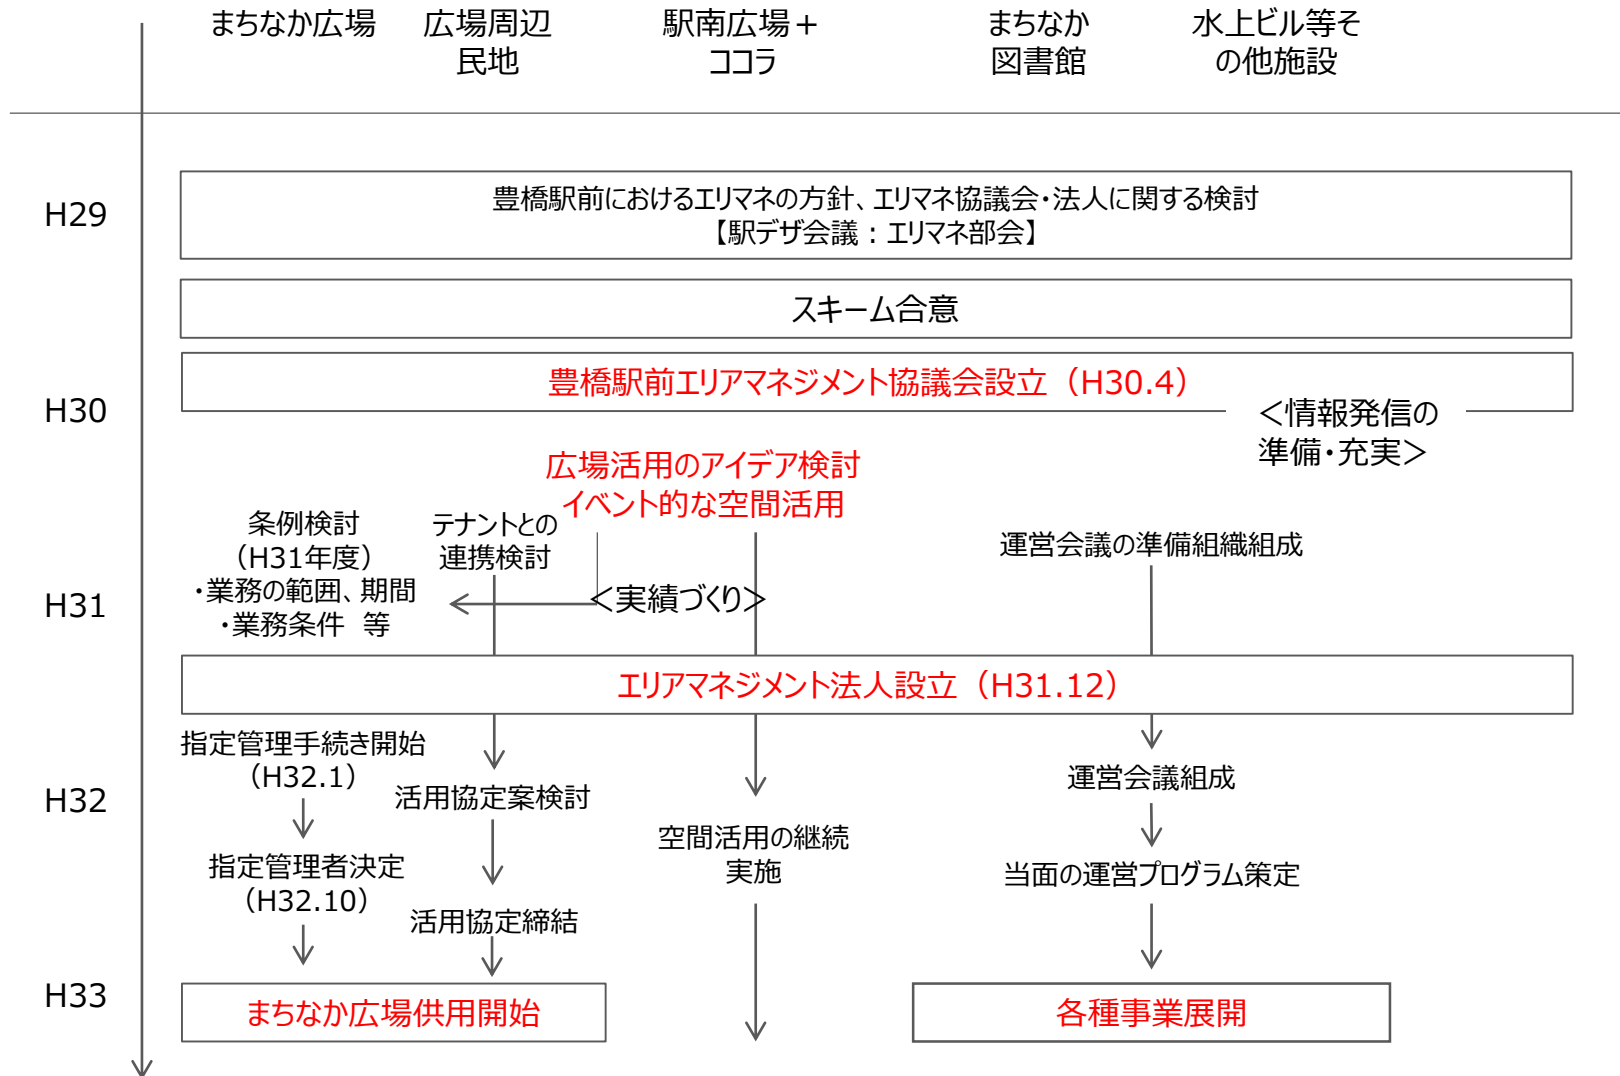 まちなか広場
広場周辺
民地
駅南広場＋
ココラ
まちなか
図書館
水上ビル等そ
の他施設
H29
豊橋駅前におけるエリマネの方針、エリマネ協議会・法人に関する検討
【駅デザ会議：エリマネ部会】
スキーム合意
H30
豊橋駅前エリアマネジメント協議会設立（H30.4）
＜情報発信の
準備・充実＞
広場活用のアイデア検討
イベント的な空間活用
条例検討
（H31年度）
・業務の範囲、期間
・業務条件　等
テナントとの
連携検討
運営会議の準備組織組成
H31
＜実績づくり＞
エリアマネジメント法人設立（H31.12）
指定管理手続き開始
（H32.1）
H32
活用協定案検討
運営会議組成
空間活用の継続
実施
指定管理者決定
（H32.10）
当面の運営プログラム策定
活用協定締結
H33
まちなか広場供用開始
各種事業展開